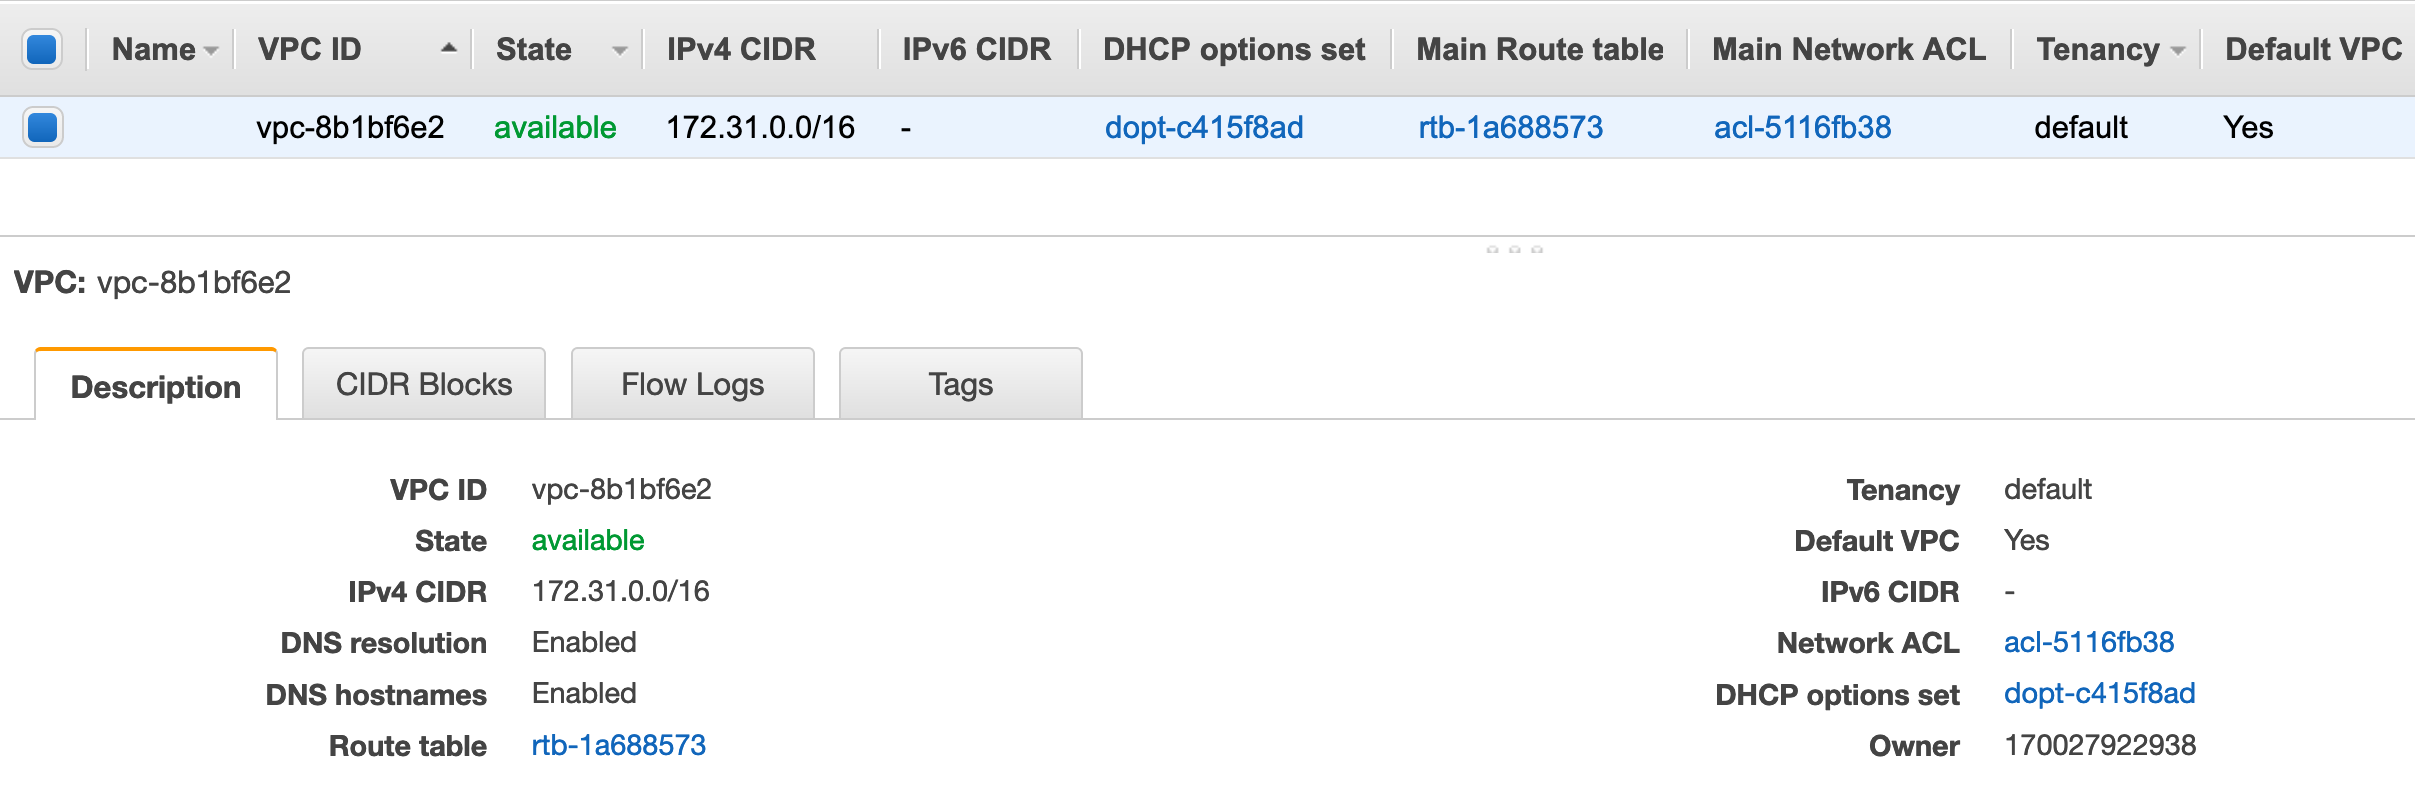 Name VPC ID State IPv4 CIDR IPv6 CIDR DHCP options set Main Route table Main Network ACL Tenancy Default VPC
vpc-8b1bf6e2 available 172.31.0.0/16 - dopt-c415f8ad rtb-1a688573 acl-5116fb38 default Yes
VPC: vpc-8b1bf6e2
Description CIDR Blocks Flow Logs Tags
VPC ID vpc-8b1bf6e2 Tenancy default
State available Default VPC Yes
IPv4 CIDR 172.31.0.0/16 IPv6 CIDR -
DNS resolution Enabled Network ACL acl-5116fb38
DNS hostnames Enabled DHCP options set dopt-c415f8ad
Route table rtb-1a688573 Owner 170027922938